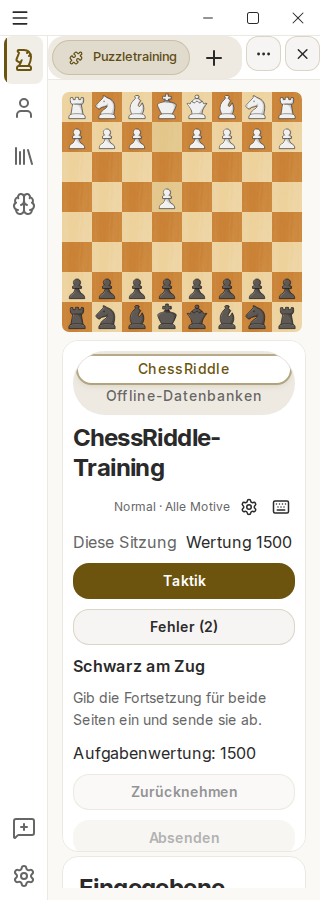 Puzzletraining
ChessRiddle
Offline-Datenbanken
ChessRiddle-
Training
Normal · Alle Motive
Diese Sitzung Wertung 1500
Taktik
Fehler (2)
Schwarz am Zug
Gib die Fortsetzung für beide
Seiten ein und sende sie ab.
Aufgabenwertung: 1500
Zurücknehmen
Absenden
Eingegebene